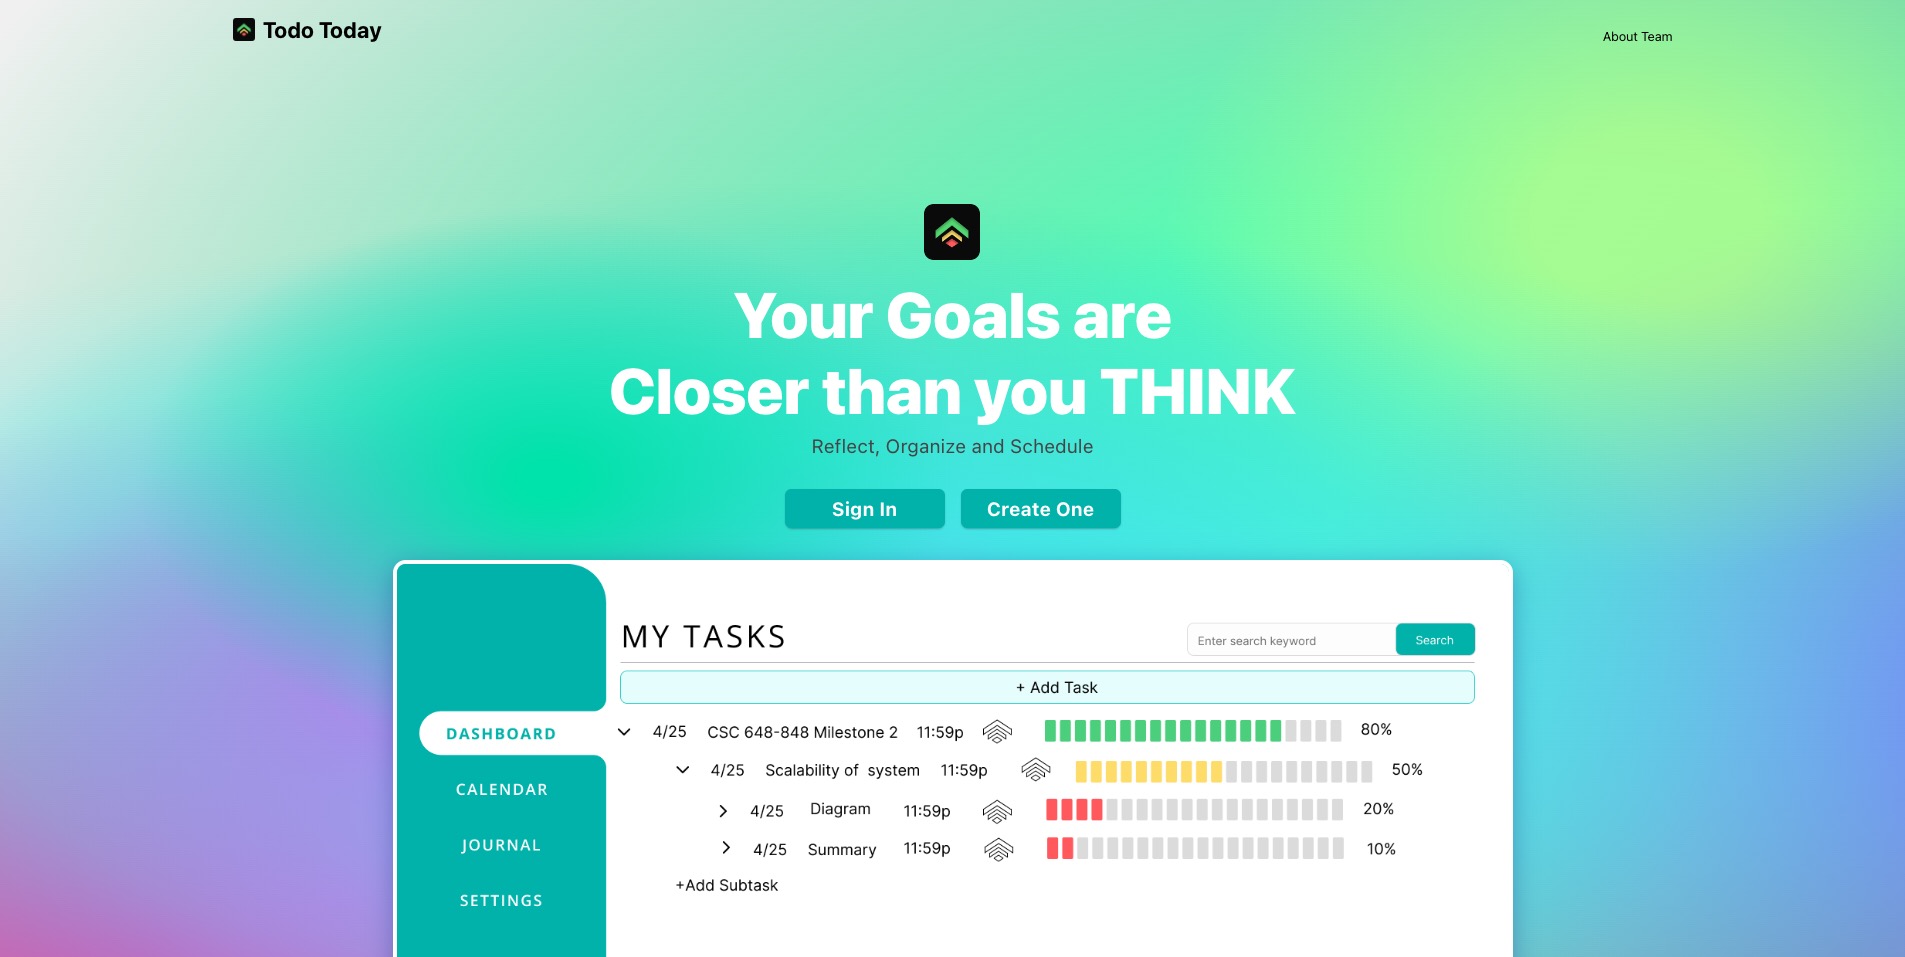 Todo Today
About Team
Your Goals are
Closer than you THINK
Reflect, Organize and Schedule
Sign In
Create One
MY TASKS
Enter search keyword
Search
+ Add Task
DASHBOARD
CALENDAR
JOURNAL
SETTINGS
4/25 CSC 648-848 Milestone 2 11:59p 80%
4/25 Scalability of system 11:59p 50%
4/25 Diagram 11:59p 20%
4/25 Summary 11:59p 10%
+Add Subtask